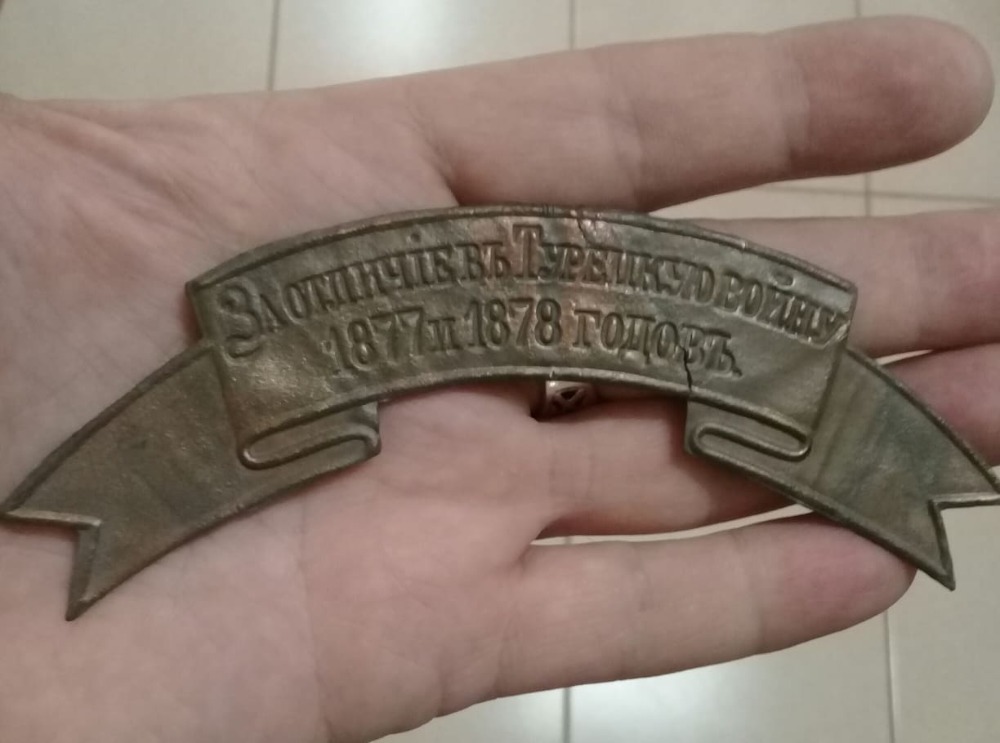 За отличіе въ Турецкую войну
1877 и 1878 годовъ.